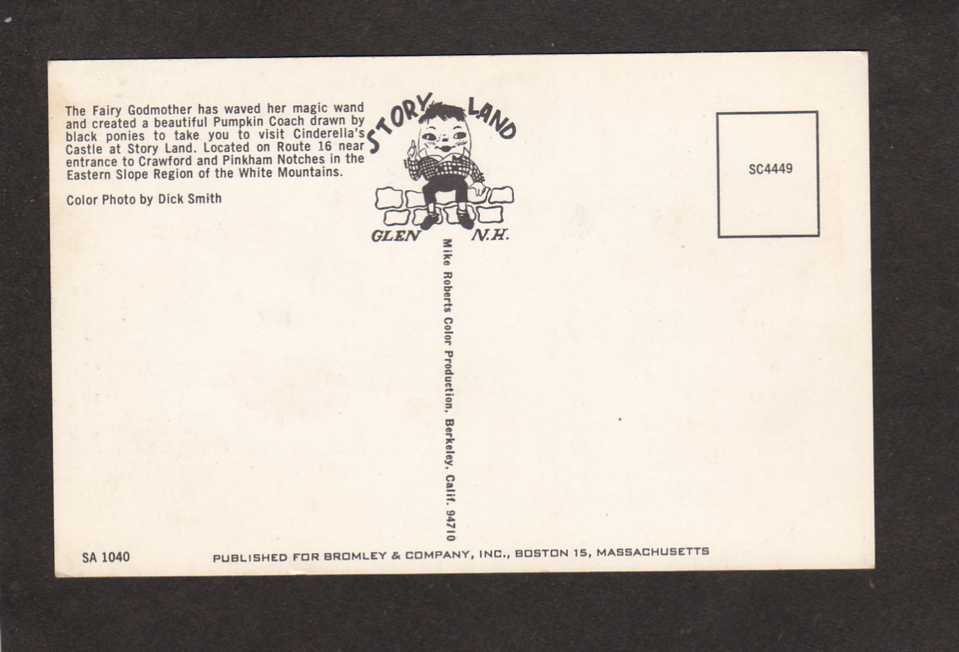 The Fairy Godmother has waved her magic wand
and created a beautiful Pumpkin Coach drawn by
black ponies to take you to visit Cinderella's
Castle at Story Land. Located on Route 16 near
entrance to Crawford and Pinkham Notches in the
Eastern Slope Region of the White Mountains.
Color Photo by Dick Smith
STORY LAND
GLEN N.H.
SC4449
Mike Roberts Color Production, Berkeley, Calif. 94710
SA 1040
PUBLISHED FOR BROMLEY & COMPANY, INC., BOSTON 15, MASSACHUSETTS